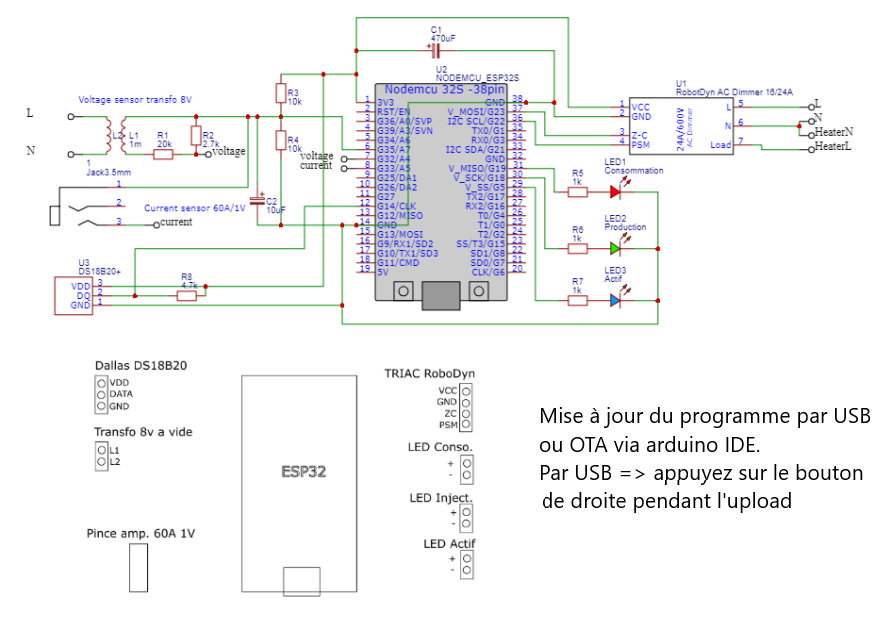 C1
470uF
U2
NODEMCU_ESP32S
Nodemcu 32S -38pin
U1
RobotDyn AC Dimmer 16/24A
Voltage sensor transfo 8V
L
N
L2
L1
1m
R1
20k
R2
2.7k
voltage
R3
10k
R4
10k
C2
10uF
1
Jack3.5mm
1
2
3
Current sensor 60A/1V
current
voltage
current
U3
DS18B20+
VDD 3
DQ 2
GND 1
R8
4.7k
1 3V3
2 RST/EN
3 G36/A0/SVP
4 G39/A3/SVN
5 G34/A6
6 G35/A7
7 G32/A4
8 G33/A5
9 G25/DA1
10 G26/DA2
11 G27
12 G14/CLK
13 G12/MISO
14 GND
15 G13/MOSI
16 G9/RX1/SD2
17 G10/TX1/SD3
18 G11/CMD
19 5V
GND 38
V_MOSI/G23 37
I2C SCL/G22 36
TX0/G1 35
RX0/G3 34
I2C SDA/G21 33
GND 32
V_MISO/G19 31
V_SCK/G18 30
V_SS/G5 29
TX2/G17 28
RX2/G16 27
T0/G4 26
T1/G0 25
T2/G2 24
SS/T3/G15 23
SD1/G8 22
SD0/G7 21
CLK/G6 20
1 VCC
2 GND
3 Z-C
4 PSM
24A/600V
AC Dimmer
L 5
N 6
Load 7
L
N
HeaterN
HeaterL
R5
1k
LED1
Consommation
R6
1k
LED2
Production
R7
1k
LED3
Actif
Dallas DS18B20
VDD
DATA
GND
Transfo 8v a vide
L1
L2
Pince amp. 60A 1V
ESP32
TRIAC RoboDyn
VCC
GND
ZC
PSM
LED Conso.
+
-
LED Inject.
+
-
LED Actif
+
-
Mise à jour du programme par USB
ou OTA via arduino IDE.
Par USB => appuyez sur le bouton
de droite pendant l'upload